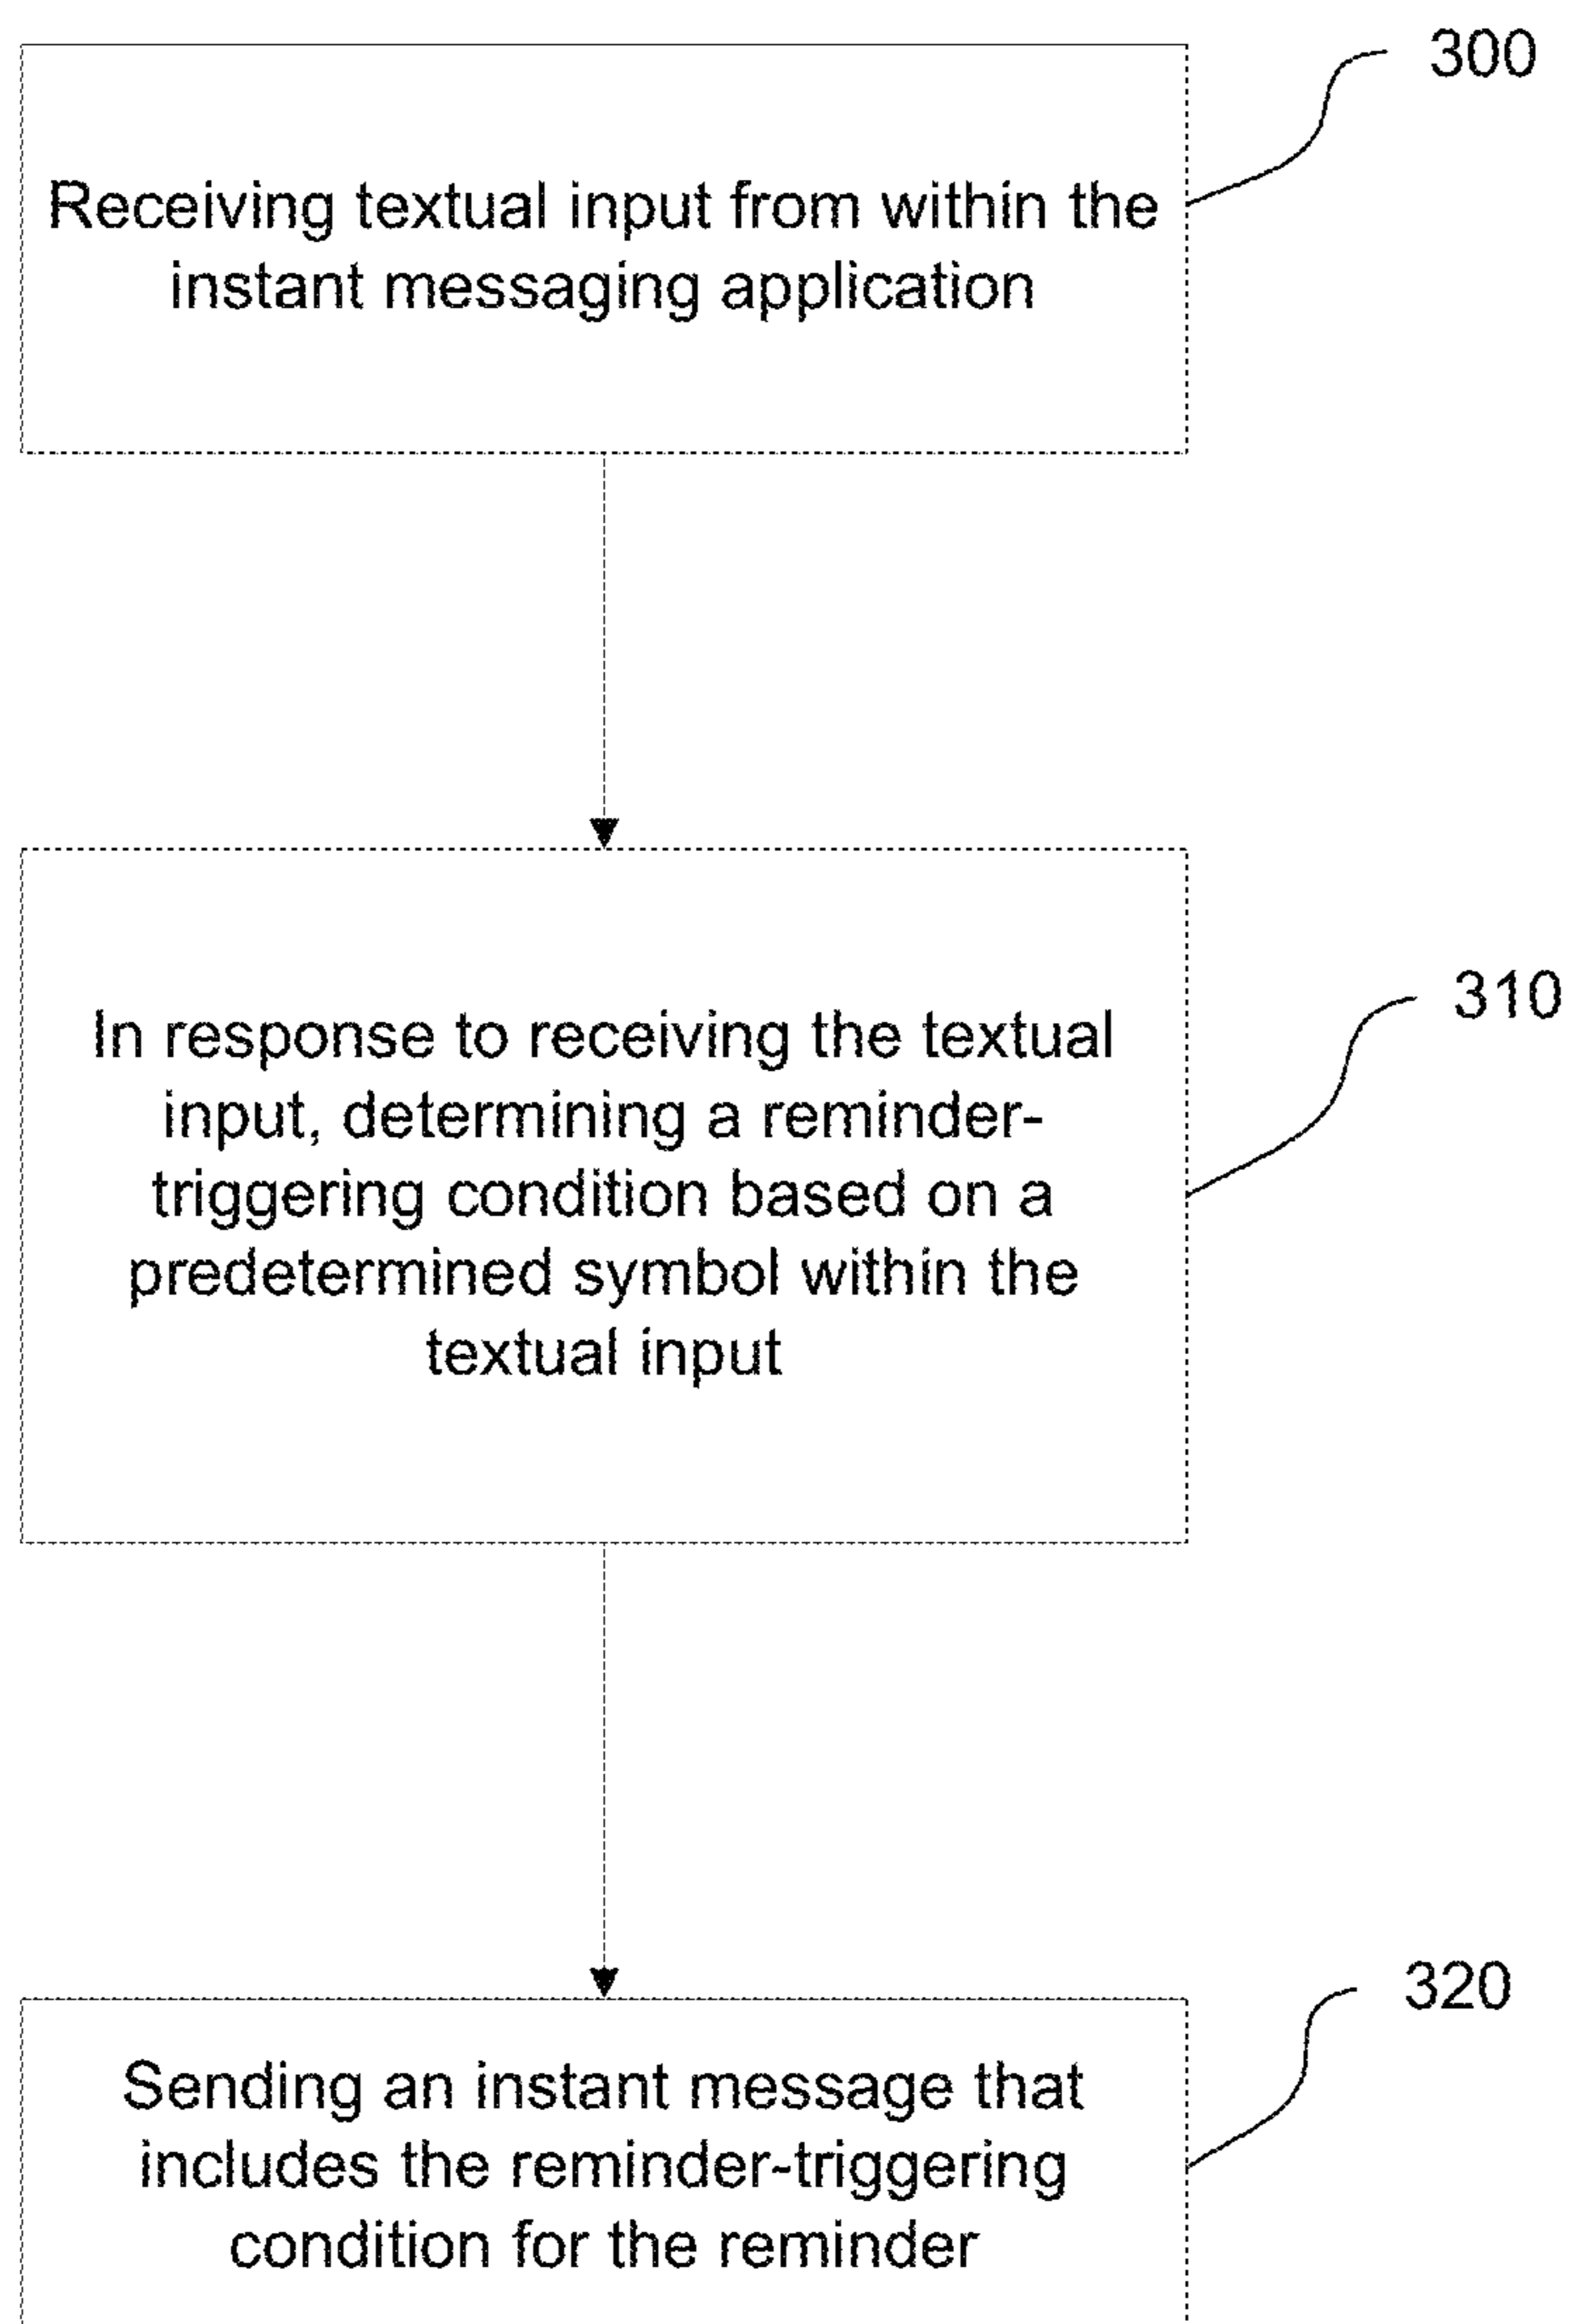 300
Receiving textual input from within the
instant messaging application
310
In response to receiving the textual
input, determining a reminder-
triggering condition based on a
predetermined symbol within the
textual input
320
Sending an instant message that
includes the reminder-triggering
condition for the reminder